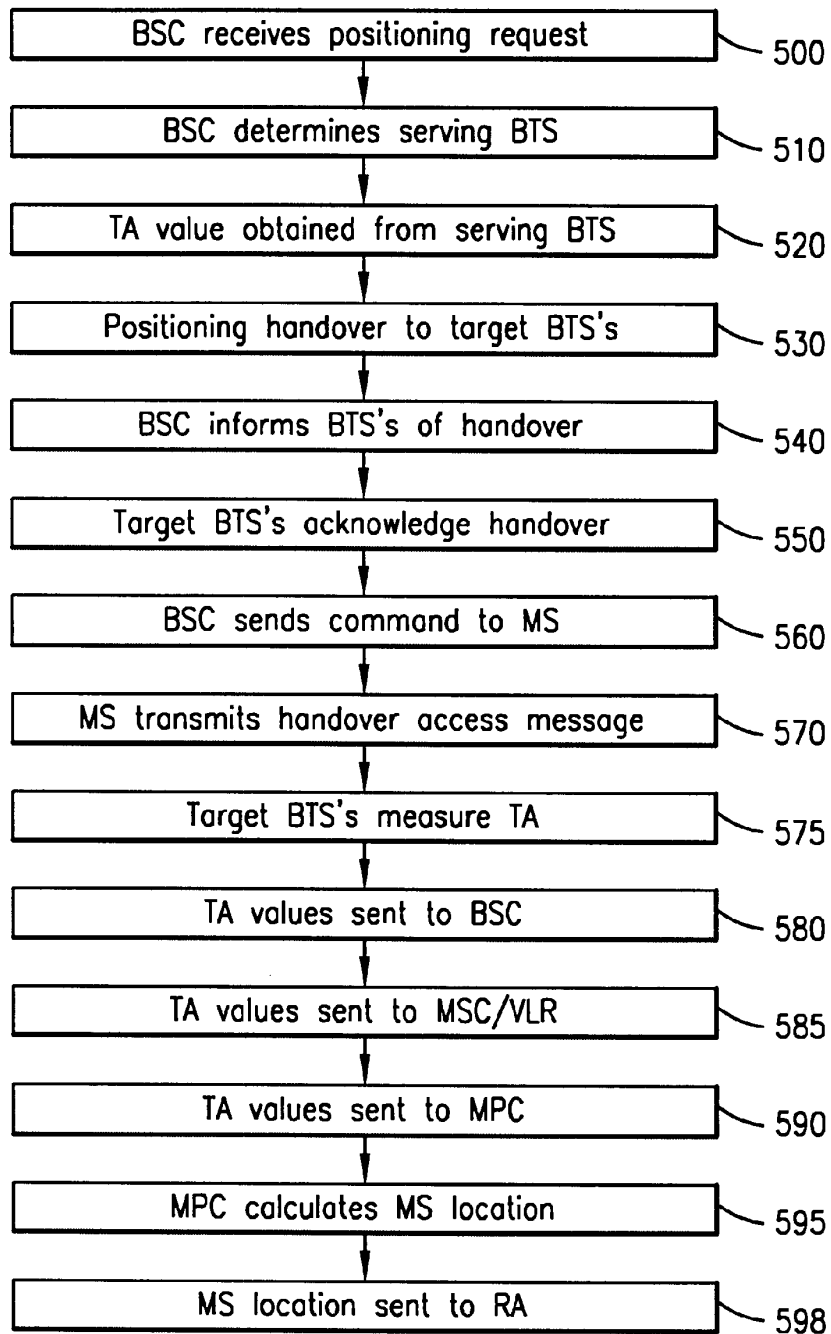 BSC receives positioning request
500
BSC determines serving BTS
510
TA value obtained from serving BTS
520
Positioning handover to target BTS's
530
BSC informs BTS's of handover
540
Target BTS's acknowledge handover
550
BSC sends command to MS
560
MS transmits handover access message
570
Target BTS's measure TA
575
TA values sent to BSC
580
TA values sent to MSC/VLR
585
TA values sent to MPC
590
MPC calculates MS location
595
MS location sent to RA
598